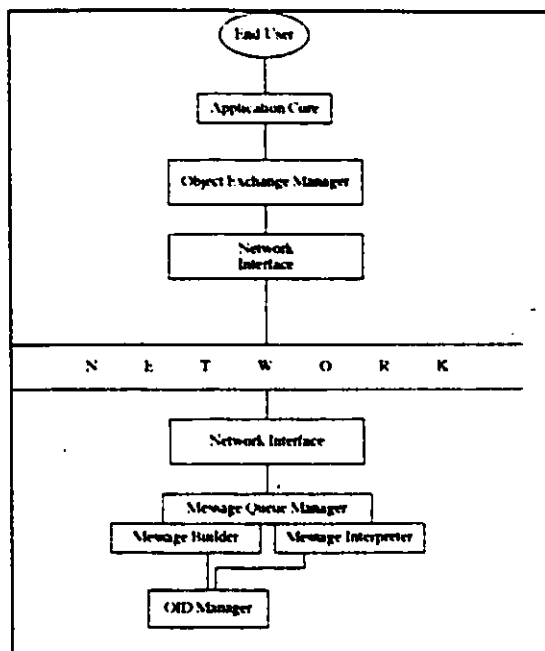 End User
Application Core
Object Exchange Manager
Network
Interface
N E T W O R K
Network Interface
Message Queue Manager
Message Builder Message Interpreter
OID Manager